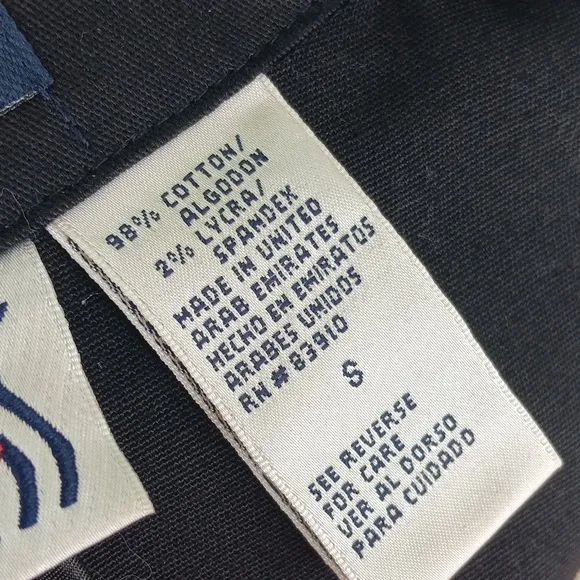 98% COTTON/
ALGODON
2% LYCRA/
SPANDEX
MADE IN UNITED
ARAB EMIRATES
HECHO EN EMIRATOS
ARABES UNIDOS
RN# 83910
S
SEE REVERSE
FOR CARE
VER AL DORSO
PARA CUIDADO